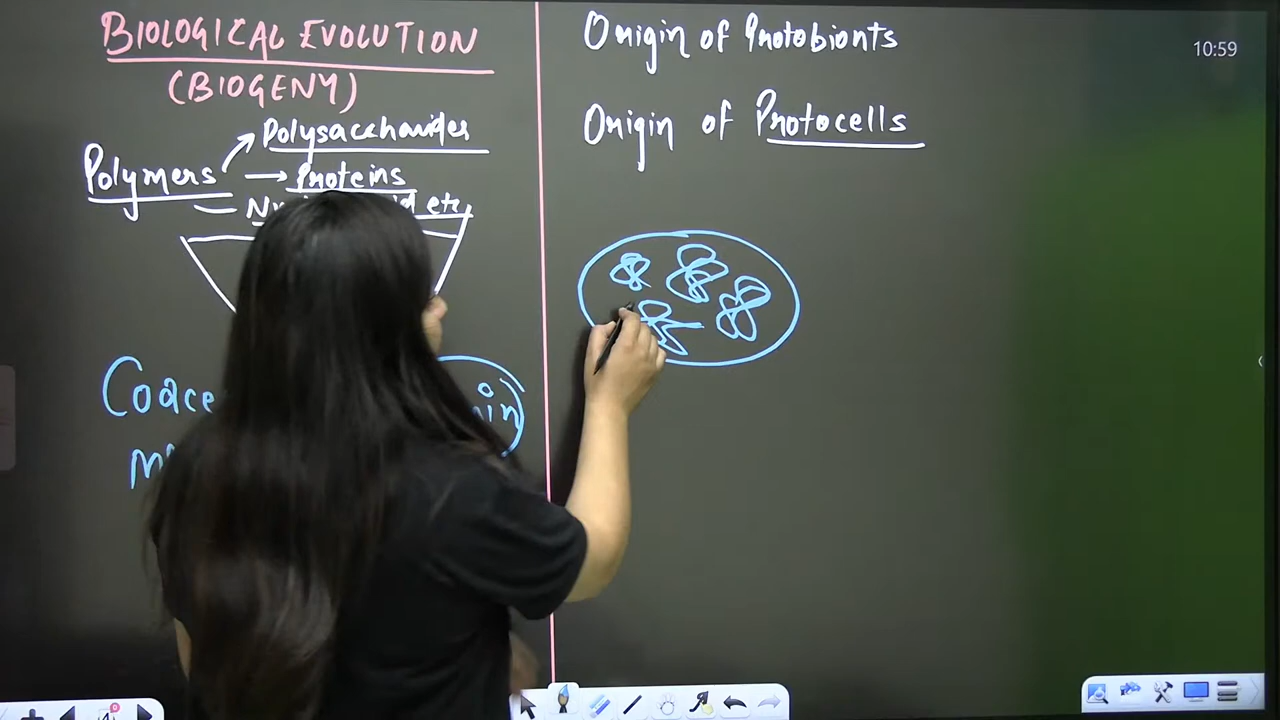 BIOLOGICAL EVOLUTION
(BIOGENY)
Polysaccharides
Polymers → Proteins
etc
Origin of Protobionts
Origin of Protocells
10:59